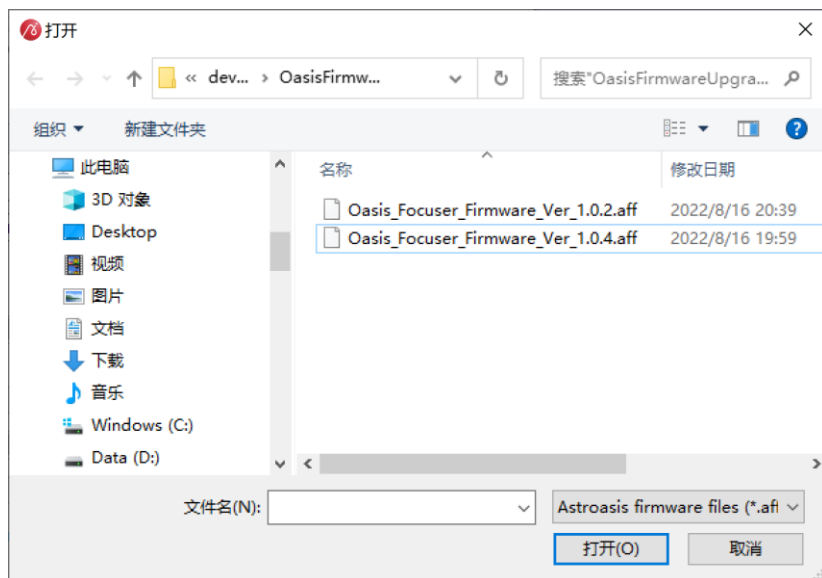 打开
« dev... › OasisFirmw...
搜索"OasisFirmwareUpgra...
组织 新建文件夹
此电脑
3D 对象
Desktop
视频
图片
文档
下载
音乐
Windows (C:)
Data (D:)
名称 修改日期
Oasis_Focuser_Firmware_Ver_1.0.2.aff 2022/8/16 20:39
Oasis_Focuser_Firmware_Ver_1.0.4.aff 2022/8/16 19:59
文件名(N):
Astroasis firmware files (*.aff
打开(O) 取消